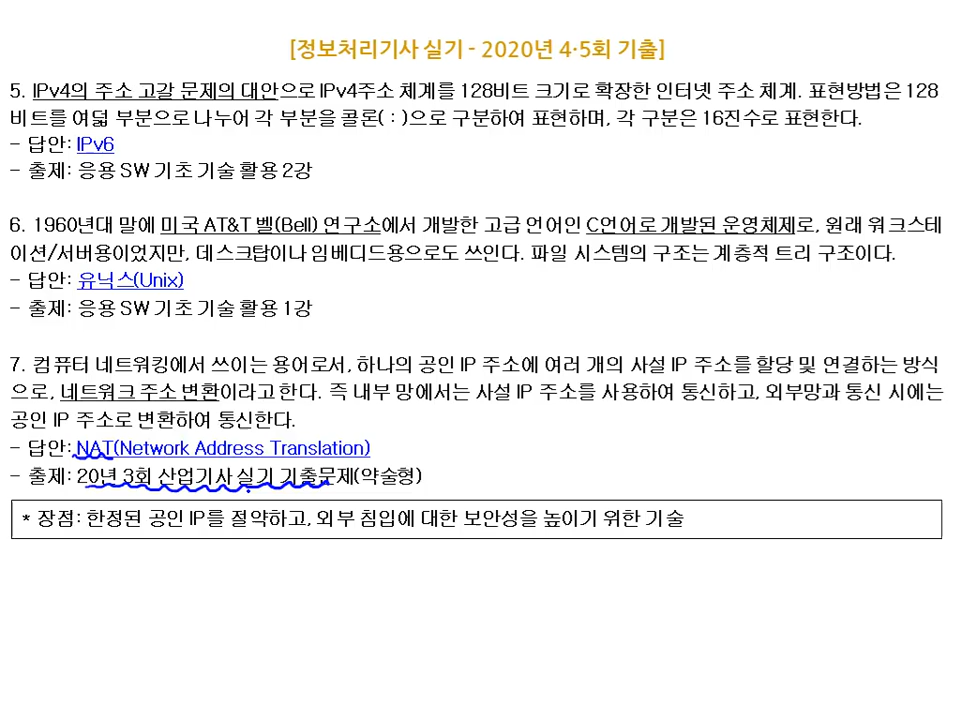 [정보처리기사 실기 - 2020년 4·5회 기출]
5. IPv4의 주소 고갈 문제의 대안으로 IPv4주소 체계를 128비트 크기로 확장한 인터넷 주소 체계. 표현방법은 128
비트를 여덟 부분으로 나누어 각 부분을 콜론( : )으로 구분하여 표현하며, 각 구분은 16진수로 표현한다.
- 답안: IPv6
- 출제: 응용 SW 기초 기술 활용 2강
6. 1960년대 말에 미국 AT&T 벨(Bell) 연구소에서 개발한 고급 언어인 C언어로 개발된 운영체제로, 원래 워크스테
이션/서버용이었지만, 데스크탑이나 임베디드용으로도 쓰인다. 파일 시스템의 구조는 계층적 트리 구조이다.
- 답안: 유닉스(Unix)
- 출제: 응용 SW 기초 기술 활용 1강
7. 컴퓨터 네트워킹에서 쓰이는 용어로서, 하나의 공인 IP 주소에 여러 개의 사설 IP 주소를 할당 및 연결하는 방식
으로, 네트워크 주소 변환이라고 한다. 즉 내부 망에서는 사설 IP 주소를 사용하여 통신하고, 외부망과 통신 시에는
공인 IP 주소로 변환하여 통신한다.
- 답안: NAT(Network Address Translation)
- 출제: 20년 3회 산업기사 실기 기출문제(약술형)
* 장점: 한정된 공인 IP를 절약하고, 외부 침입에 대한 보안성을 높이기 위한 기술